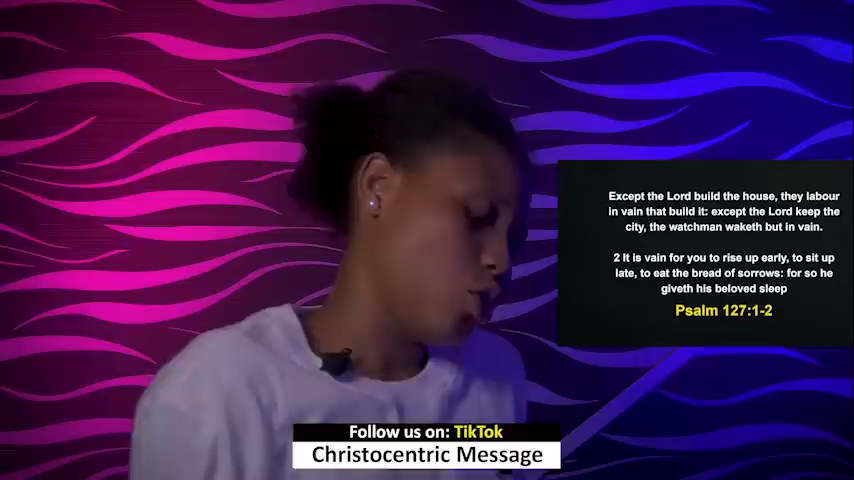 Except the Lord build the house, they labour
in vain that build it: except the Lord keep the
city, the watchman waketh but in vain.
2 It is vain for you to rise up early, to sit up
late, to eat the bread of sorrows: for so he
giveth his beloved sleep
Psalm 127:1-2
Follow us on: TikTok
Christocentric Message